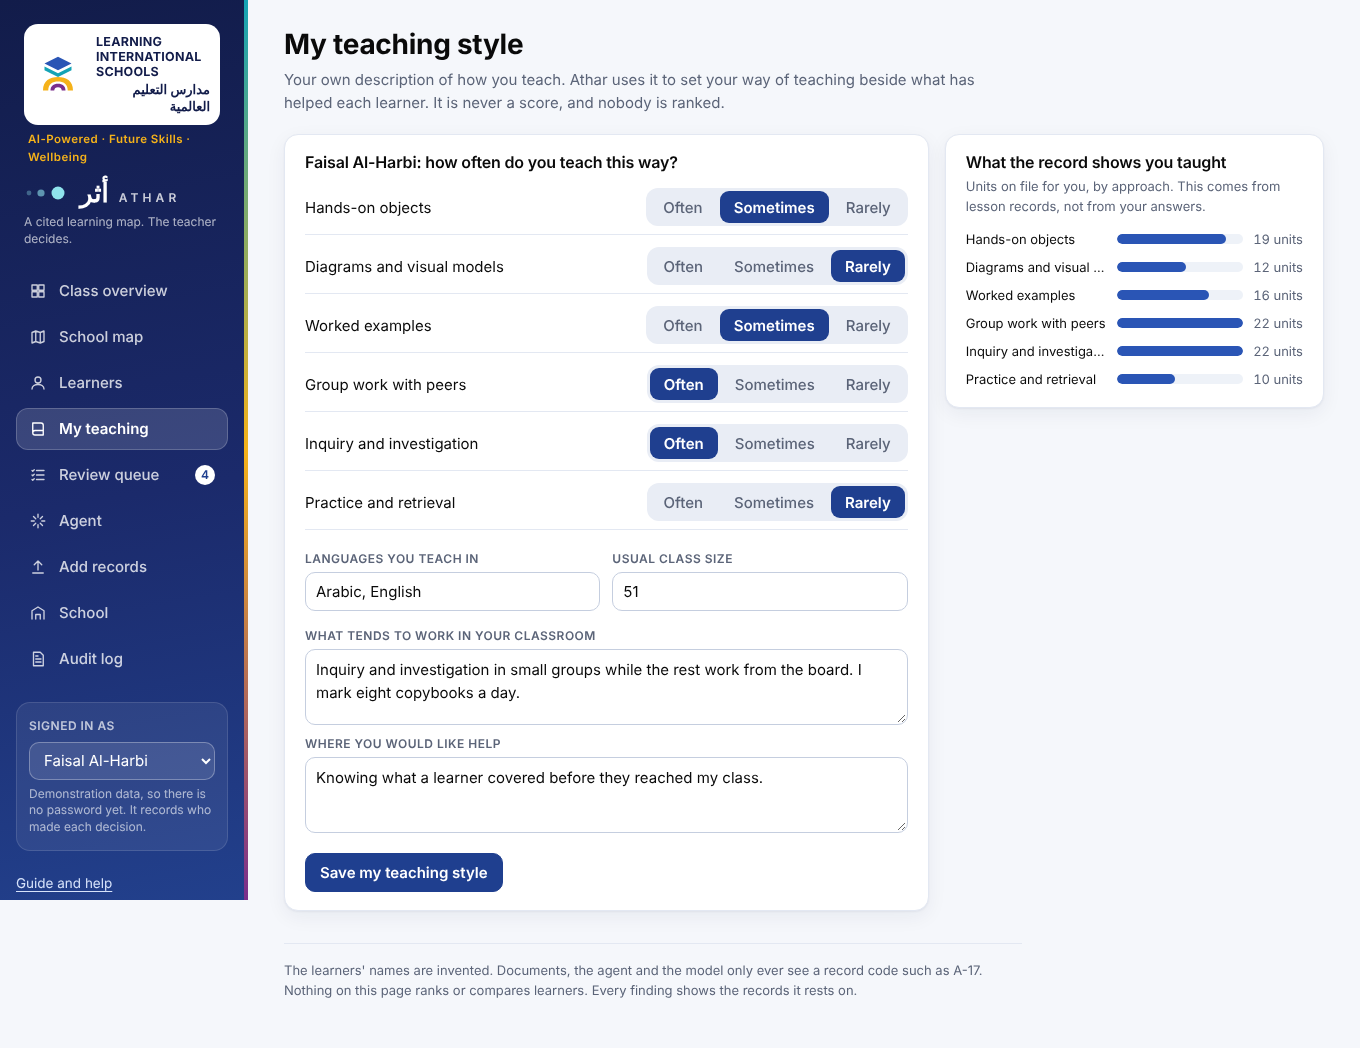 LEARNING
INTERNATIONAL
SCHOOLS
مدارس التعليم
العالمية
AI-Powered · Future Skills ·
Wellbeing
أثر ATHAR
A cited learning map. The teacher
decides.
Class overview
School map
Learners
My teaching
Review queue 4
Agent
Add records
School
Audit log
SIGNED IN AS
Faisal Al-Harbi
Demonstration data, so there is
no password yet. It records who
made each decision.
Guide and help
My teaching style
Your own description of how you teach. Athar uses it to set your way of teaching beside what has
helped each learner. It is never a score, and nobody is ranked.
Faisal Al-Harbi: how often do you teach this way?
Hands-on objects Often Sometimes Rarely
Diagrams and visual models Often Sometimes Rarely
Worked examples Often Sometimes Rarely
Group work with peers Often Sometimes Rarely
Inquiry and investigation Often Sometimes Rarely
Practice and retrieval Often Sometimes Rarely
LANGUAGES YOU TEACH IN USUAL CLASS SIZE
Arabic, English 51
WHAT TENDS TO WORK IN YOUR CLASSROOM
Inquiry and investigation in small groups while the rest work from the board. I
mark eight copybooks a day.
WHERE YOU WOULD LIKE HELP
Knowing what a learner covered before they reached my class.
Save my teaching style
What the record shows you taught
Units on file for you, by approach. This comes from
lesson records, not from your answers.
Hands-on objects 19 units
Diagrams and visual ... 12 units
Worked examples 16 units
Group work with peers 22 units
Inquiry and investiga... 22 units
Practice and retrieval 10 units
The learners' names are invented. Documents, the agent and the model only ever see a record code such as A-17.
Nothing on this page ranks or compares learners. Every finding shows the records it rests on.